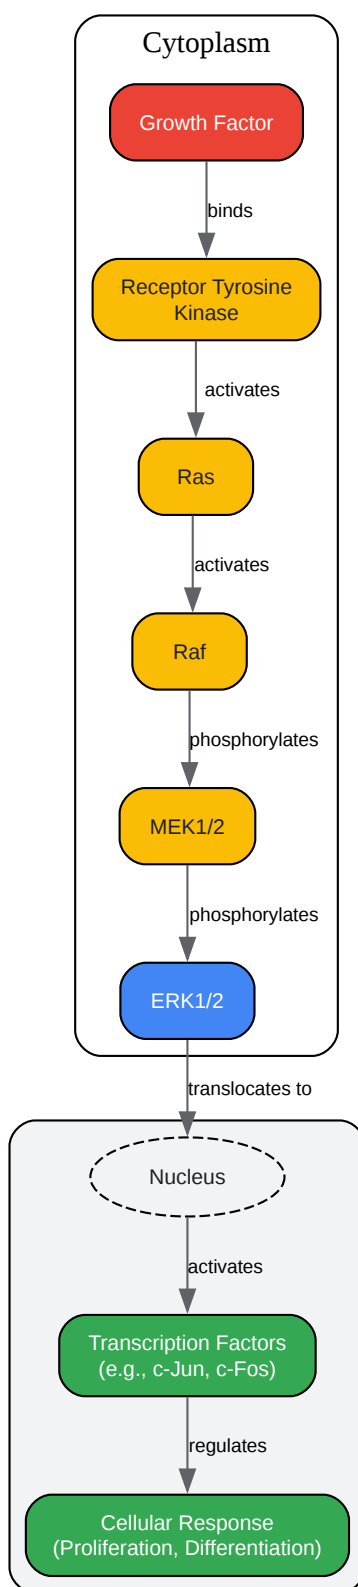 Cytoplasm
Growth Factor
binds
Receptor Tyrosine
Kinase
activates
Ras
activates
Raf
phosphorylates
MEK1/2
phosphorylates
ERK1/2
translocates to
Nucleus
activates
Transcription Factors
(e.g., c-Jun, c-Fos)
regulates
Cellular Response
(Proliferation, Differentiation)